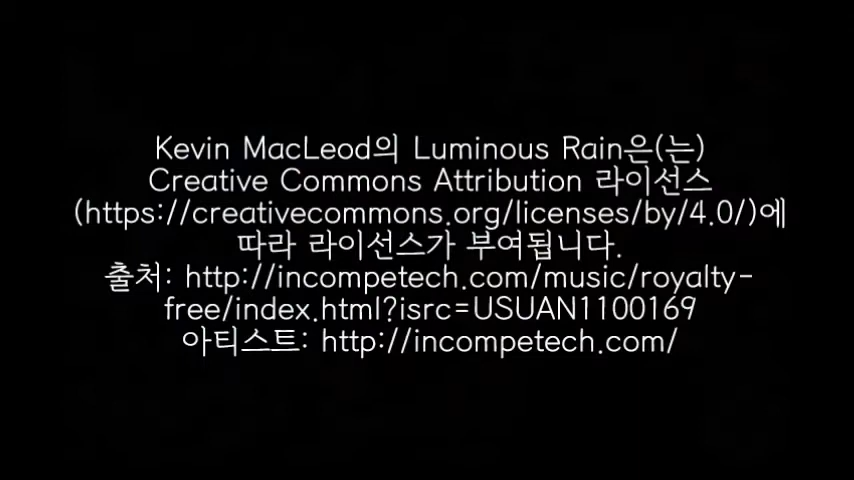 Kevin MacLeod의 Luminous Rain은(는)
Creative Commons Attribution 라이선스
(https://creativecommons.org/licenses/by/4.0/)에
따라 라이선스가 부여됩니다.
출처: http://incompetech.com/music/royalty-
free/index.html?isrc=USUAN1100169
아티스트: http://incompetech.com/